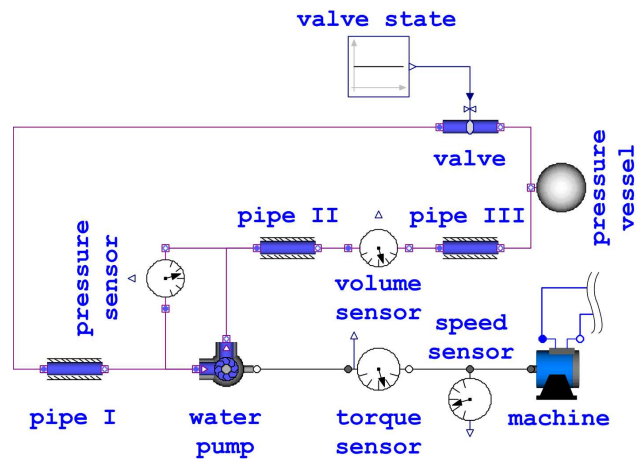 valve state
valve
pressure
vessel
pipe II
pipe III
pressure
sensor
volume
sensor
speed
sensor
pipe I
water
pump
torque
sensor
machine